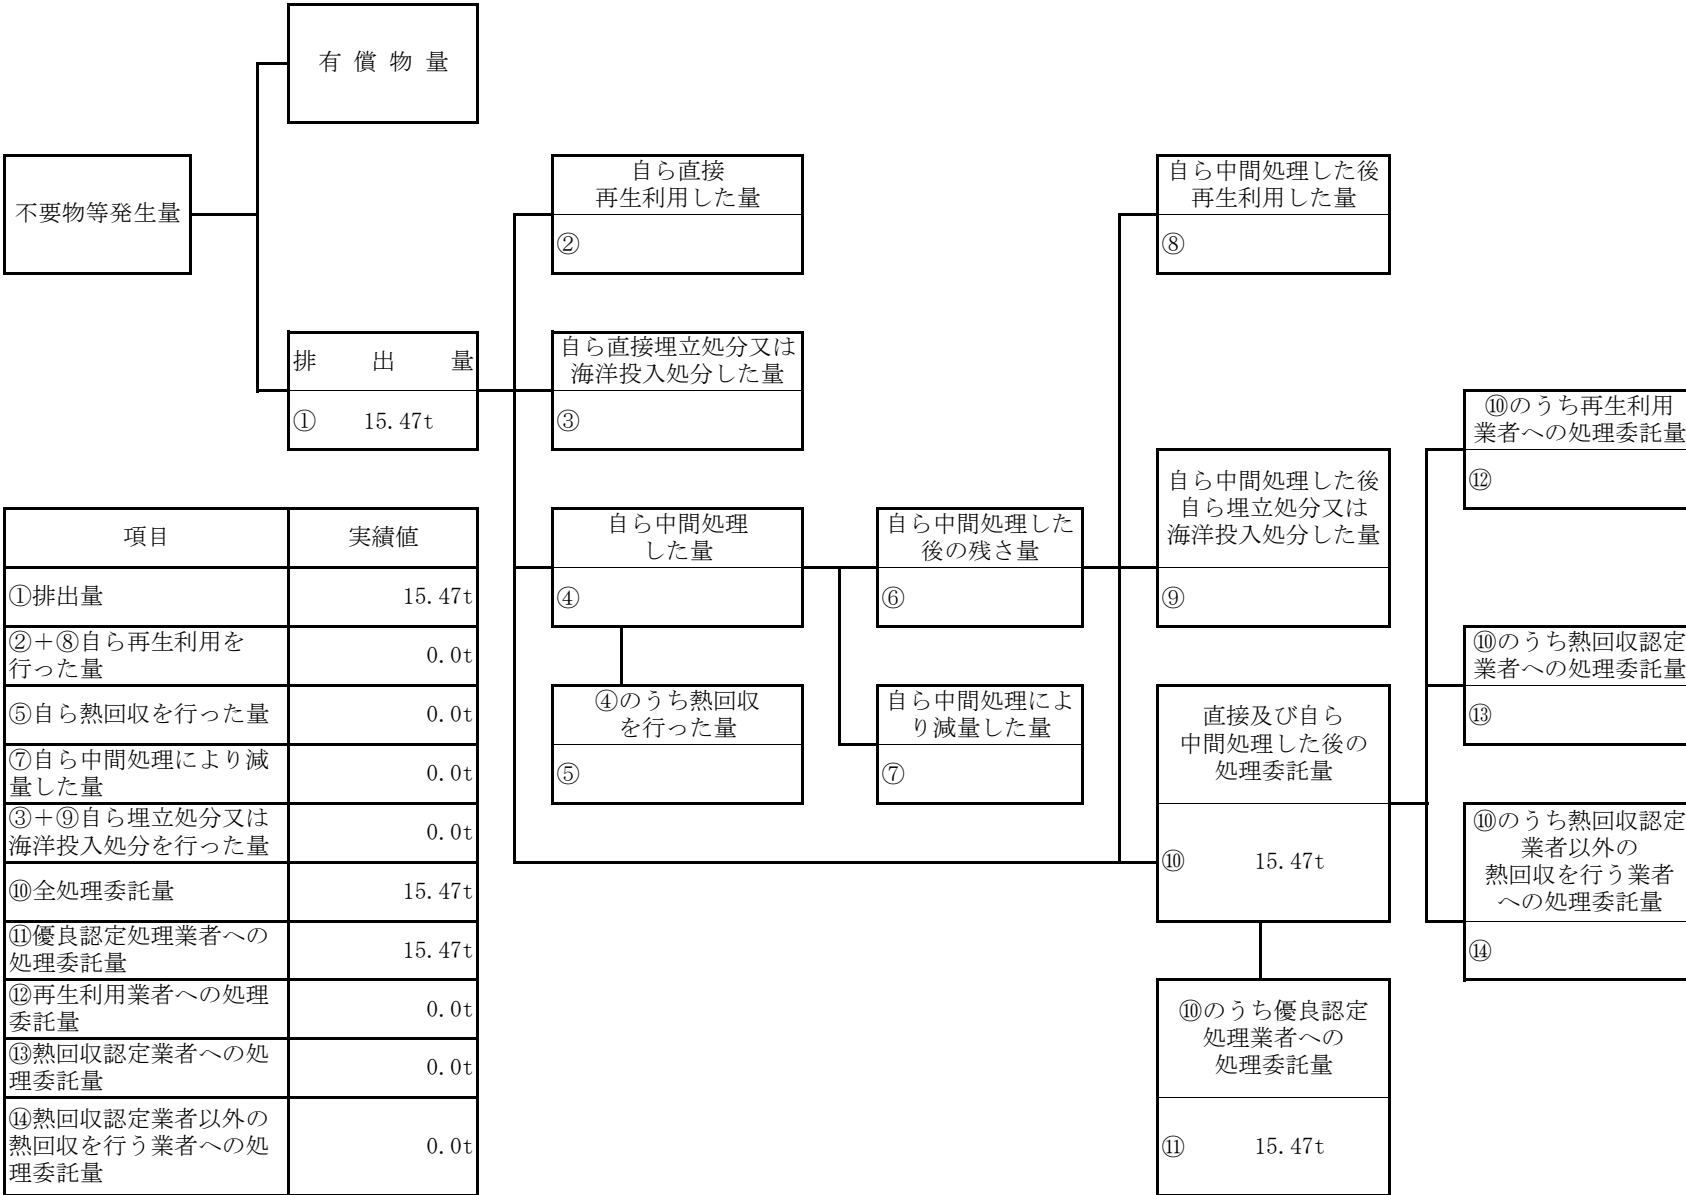 有償物量
不要物等発生量
自ら直接
再生利用した量
②
自ら中間処理した後
再生利用した量
⑧
排出量
① 15.47t
自ら直接埋立処分又は
海洋投入処分した量
③
⑩のうち再生利用
業者への処理委託量
⑫
自ら中間処理した後
自ら埋立処分又は
海洋投入処分した量
⑨
自ら中間処理
した量
④
自ら中間処理した
後の残さ量
⑥
⑩のうち熱回収認定
業者への処理委託量
⑬
④のうち熱回収
を行った量
⑤
自ら中間処理によ
り減量した量
⑦
直接及び自ら
中間処理した後の
処理委託量
⑩ 15.47t
⑩のうち熱回収認定
業者以外の
熱回収を行う業者
への処理委託量
⑭
⑩のうち優良認定
処理業者への
処理委託量
⑪ 15.47t
項目 実績値
①排出量 15.47t
②＋⑧自ら再生利用を
行った量 0.0t
⑤自ら熱回収を行った量 0.0t
⑦自ら中間処理により減
量した量 0.0t
③＋⑨自ら埋立処分又は
海洋投入処分を行った量 0.0t
⑩全処理委託量 15.47t
⑪優良認定処理業者への
処理委託量 15.47t
⑫再生利用業者への処理
委託量 0.0t
⑬熱回収認定業者への処
理委託量 0.0t
⑭熱回収認定業者以外の
熱回収を行う業者への処
理委託量 0.0t